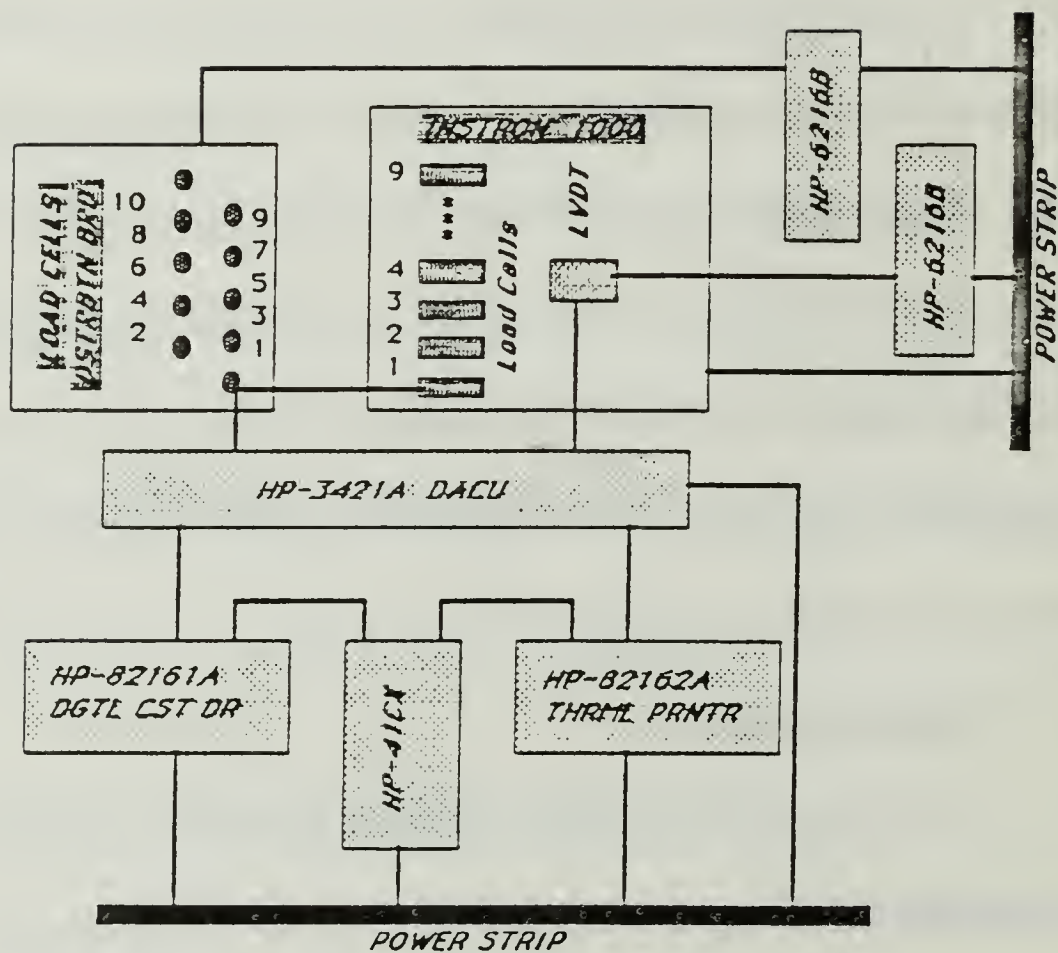 HP-6216B
HP-6216B
POWER STRIP
INSTRON 1000
9
***
4
3
2
1
Load Cells
LVDT
LOAD CELLS
DSTRBTN BRD
10
8
6
4
2
9
7
5
3
1
HP-3421A DACU
HP-82161A
DGTL CST DR
HP-41CX
HP-82162A
THRML PRNTR
POWER STRIP